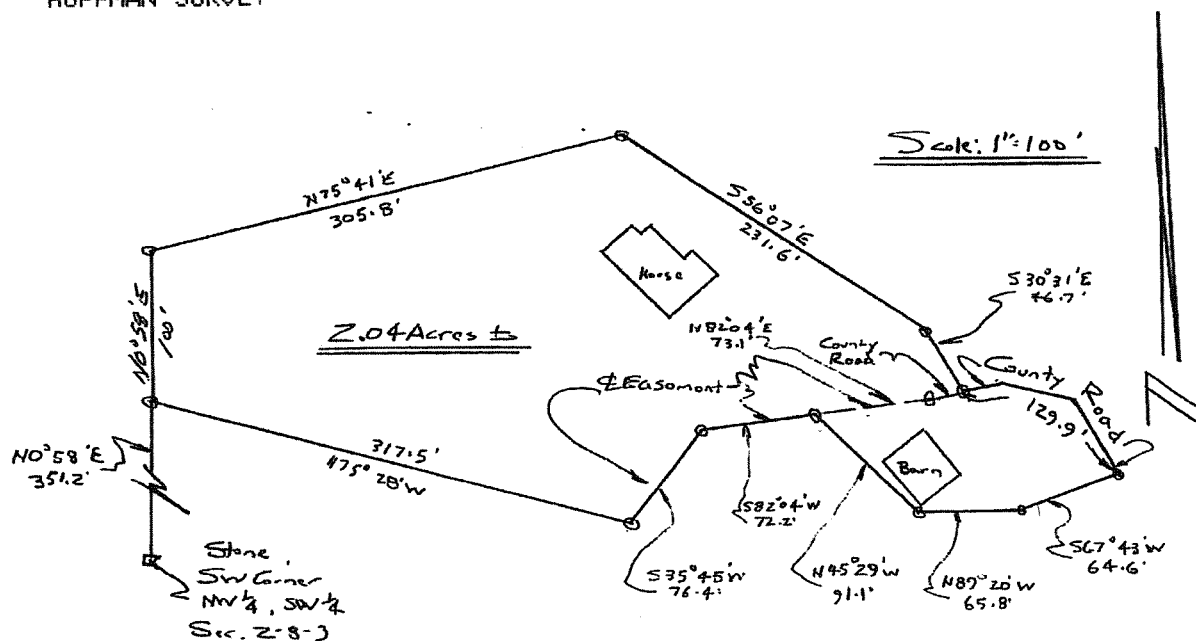 HOFFMAN SURVEY
Scale: 1"=100'
N75°41'E
305.8'
S56°07'E
231.6'
House
S30°31'E
46.7'
N0°58'E
100'
2.04 Acres ±
N82°04'E
73.1'
County
Road
County Road
129.9'
℄ Easement
N0°58'E
351.2'
317.5'
N75°28'W
Barn
S82°04'W
72.2'
S67°43'W
64.6'
S35°45'W
76.4'
N45°29'W
91.1'
N89°20'W
65.8'
Stone
SW Corner
NW¼, SW¼
Sec. 2-8-3